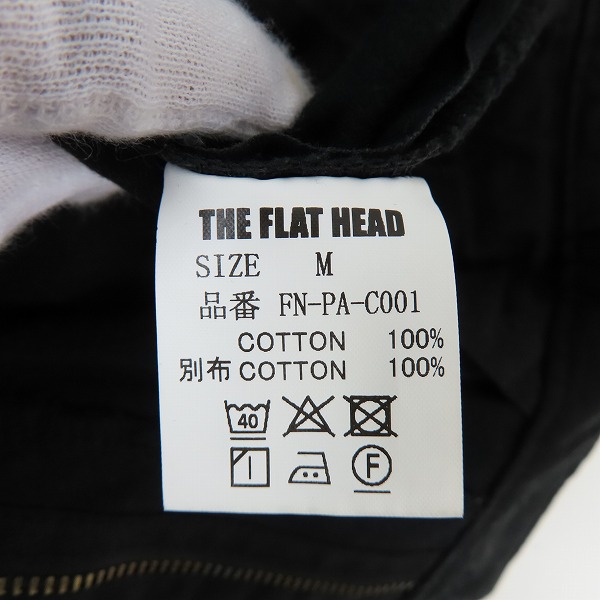 THE FLAT HEAD
SIZE M
品番 FN-PA-C001
COTTON 100%
別布 COTTON 100%
40
F